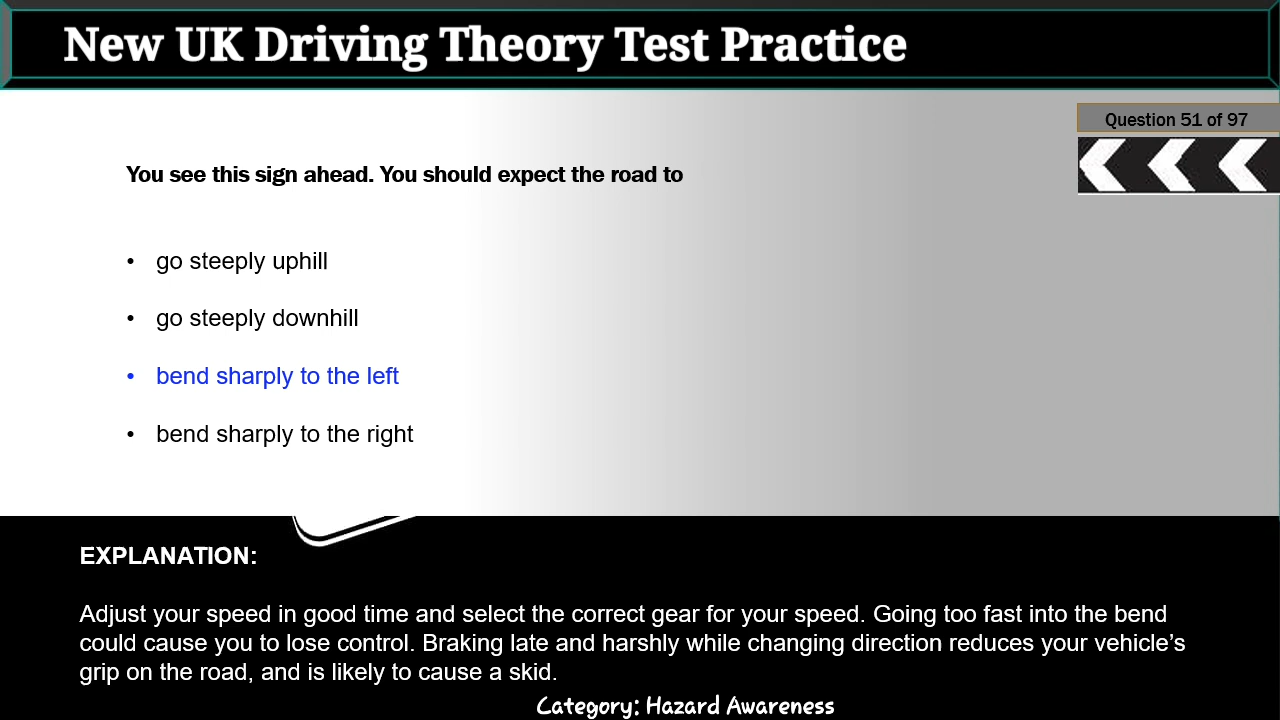 New UK Driving Theory Test Practice
Question 51 of 97
You see this sign ahead. You should expect the road to
• go steeply uphill
• go steeply downhill
• bend sharply to the left
• bend sharply to the right
EXPLANATION:
Adjust your speed in good time and select the correct gear for your speed. Going too fast into the bend
could cause you to lose control. Braking late and harshly while changing direction reduces your vehicle’s
grip on the road, and is likely to cause a skid.
Category: Hazard Awareness